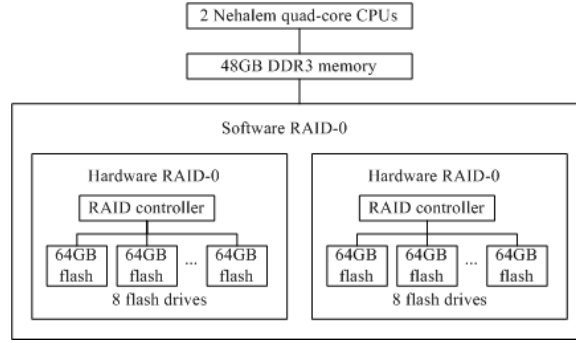 2 Nehalem quad-core CPUs
48GB DDR3 memory
Software RAID-0
Hardware RAID-0
RAID controller
64GB flash
64GB flash
...
64GB flash
8 flash drives
Hardware RAID-0
RAID controller
64GB flash
64GB flash
...
64GB flash
8 flash drives